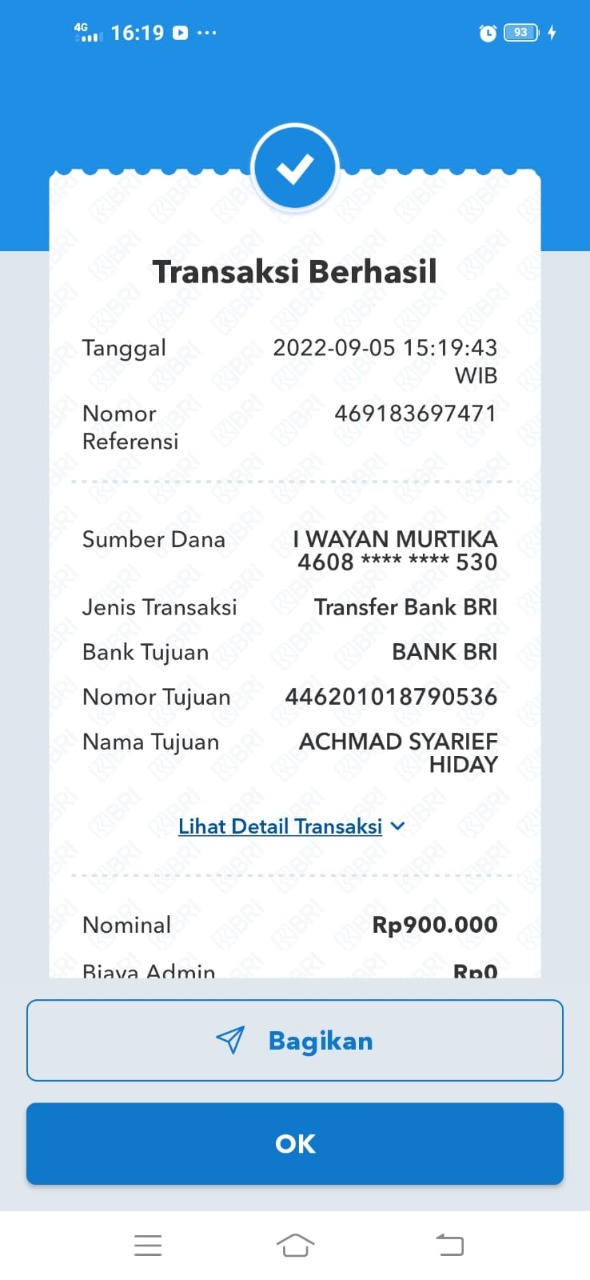 4G 16:19 93
Transaksi Berhasil
Tanggal 2022-09-05 15:19:43
WIB
Nomor 469183697471
Referensi
Sumber Dana I WAYAN MURTIKA
4608 **** **** 530
Jenis Transaksi Transfer Bank BRI
Bank Tujuan BANK BRI
Nomor Tujuan 446201018790536
Nama Tujuan ACHMAD SYARIEF
HIDAY
Lihat Detail Transaksi
Nominal Rp900.000
Biaya Admin Rp0
Bagikan
OK